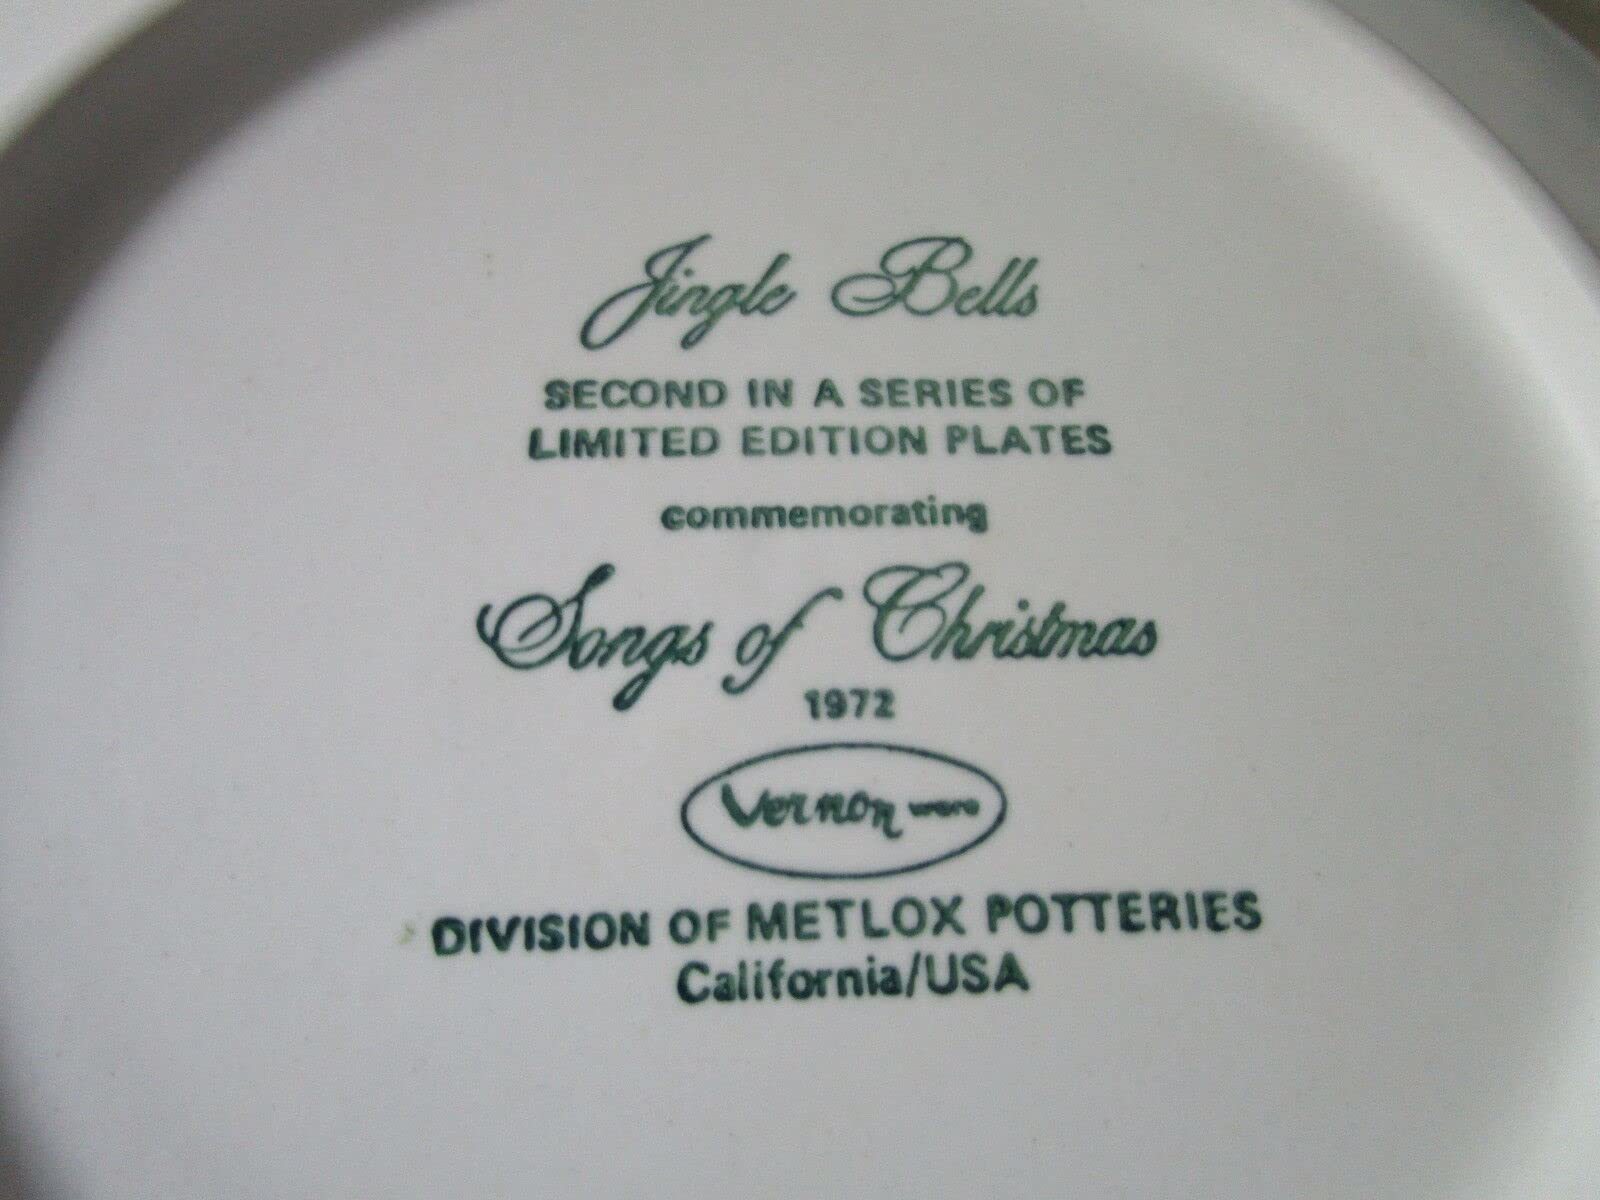 Jingle Bells
SECOND IN A SERIES OF
LIMITED EDITION PLATES
commemorating
Songs of Christmas
1972
Vernon ware
DIVISION OF METLOX POTTERIES
California/USA